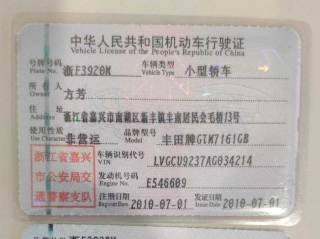 中华人民共和国机动车行驶证
Vehicle License of the People's Republic of China
号牌号码 浙F3920M 车辆类型 小型轿车
Plate No. Vehicle Type
所有人 方芳
Owner
住址 浙江省嘉兴市南湖区新丰镇丰南居民金毛桥13号
Address
使用性质 非营运 品牌型号 丰田牌GTM7161GB
Use Character Model
浙江省嘉兴市公安局交通警察支队
车辆识别代号 LVGCU9237AG034214
VIN
发动机号码 E546609
Engine No.
注册日期 2010-07-01 发证日期 2010-07-01
Register Date Issue Date